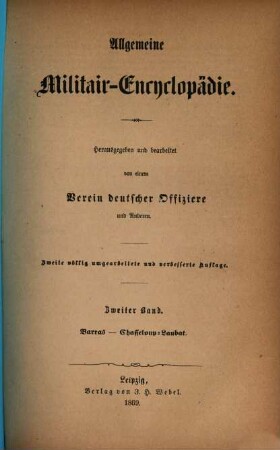 Allgemeine
Militair-Encyclopädie.
Herausgegeben und bearbeitet
von einem
Verein deutscher Offiziere
und Anderen.
Zweite völlig umgearbeitete und verbesserte Auflage.
Zweiter Band.
Barras — Chasseloup-Laubat.
Leipzig,
Verlag von J. H. Webel.
1869.